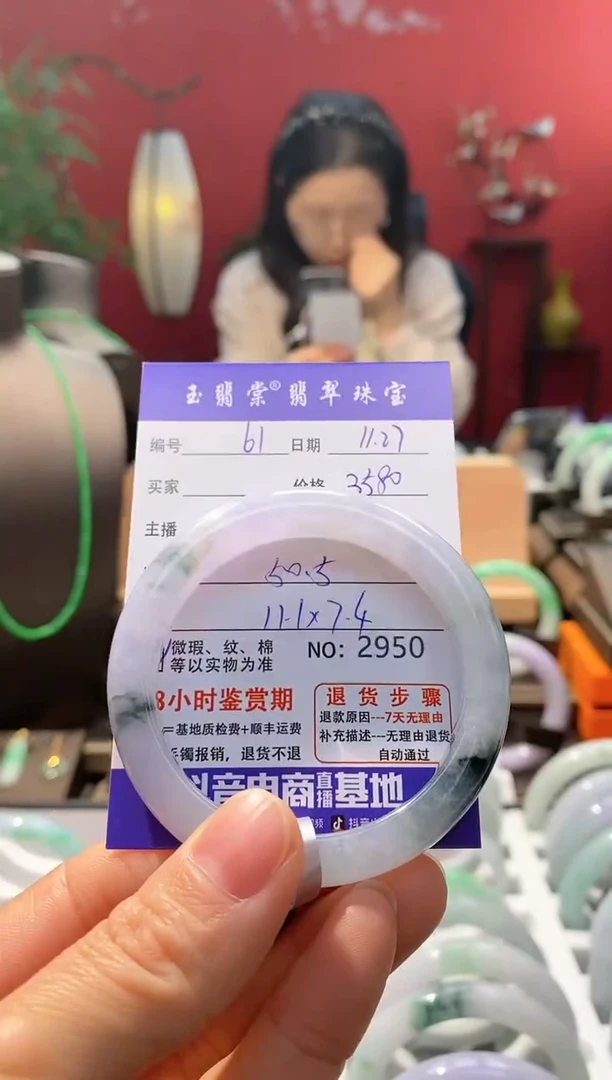 玉翡棠®翡翠珠宝
编号 61 日期 11.27
买家 价格 3580
主播
50.5
11.1×7.4
微瑕、纹、棉 NO: 2950
等以实物为准
8小时鉴赏期
=基地质检费+顺丰运费
手镯报销，退货不退
退货步骤
退款原因---7天无理由
补充描述---无理由退货
自动通过
抖音电商直播基地